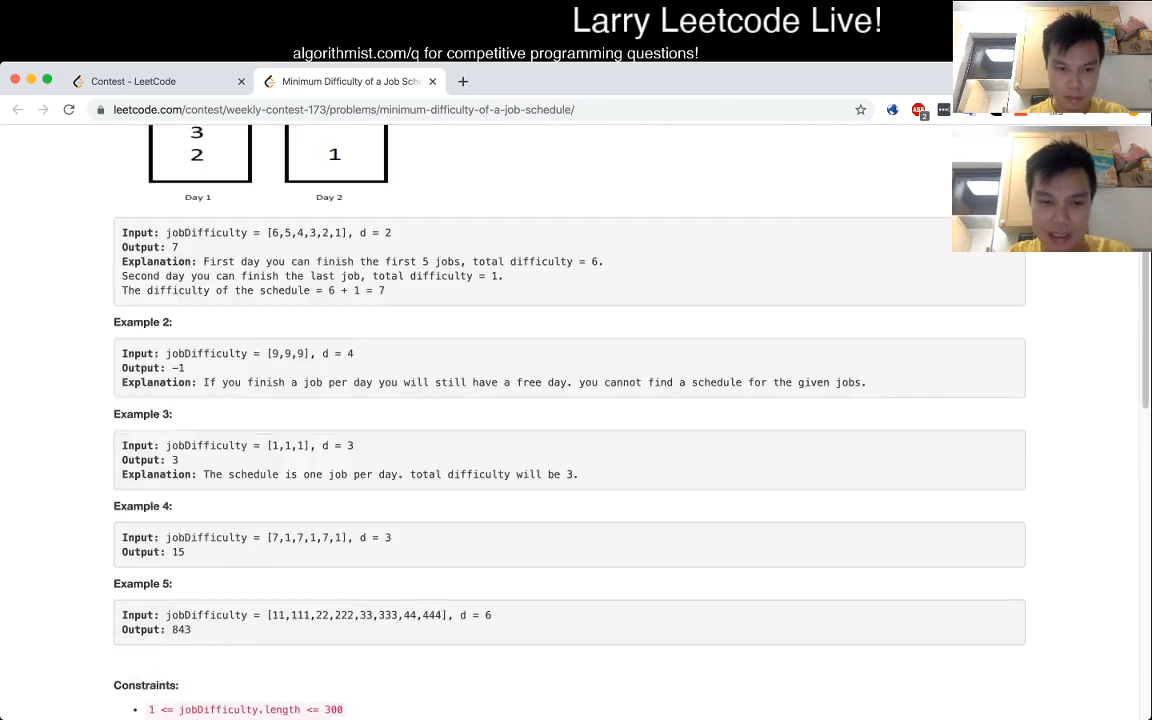 Larry Leetcode Live!
algorithmist.com/q for competitive programming questions!
Contest - LeetCode
Minimum Difficulty of a Job Sch
leetcode.com/contest/weekly-contest-173/problems/minimum-difficulty-of-a-job-schedule/
ABP
2
3
2 1
Day 1 Day 2
Input: jobDifficulty = [6,5,4,3,2,1], d = 2
Output: 7
Explanation: First day you can finish the first 5 jobs, total difficulty = 6.
Second day you can finish the last job, total difficulty = 1.
The difficulty of the schedule = 6 + 1 = 7
Example 2:
Input: jobDifficulty = [9,9,9], d = 4
Output: -1
Explanation: If you finish a job per day you will still have a free day. you cannot find a schedule for the given jobs.
Example 3:
Input: jobDifficulty = [1,1,1], d = 3
Output: 3
Explanation: The schedule is one job per day. total difficulty will be 3.
Example 4:
Input: jobDifficulty = [7,1,7,1,7,1], d = 3
Output: 15
Example 5:
Input: jobDifficulty = [11,111,22,222,33,333,44,444], d = 6
Output: 843
Constraints:
• 1 <= jobDifficulty.length <= 300